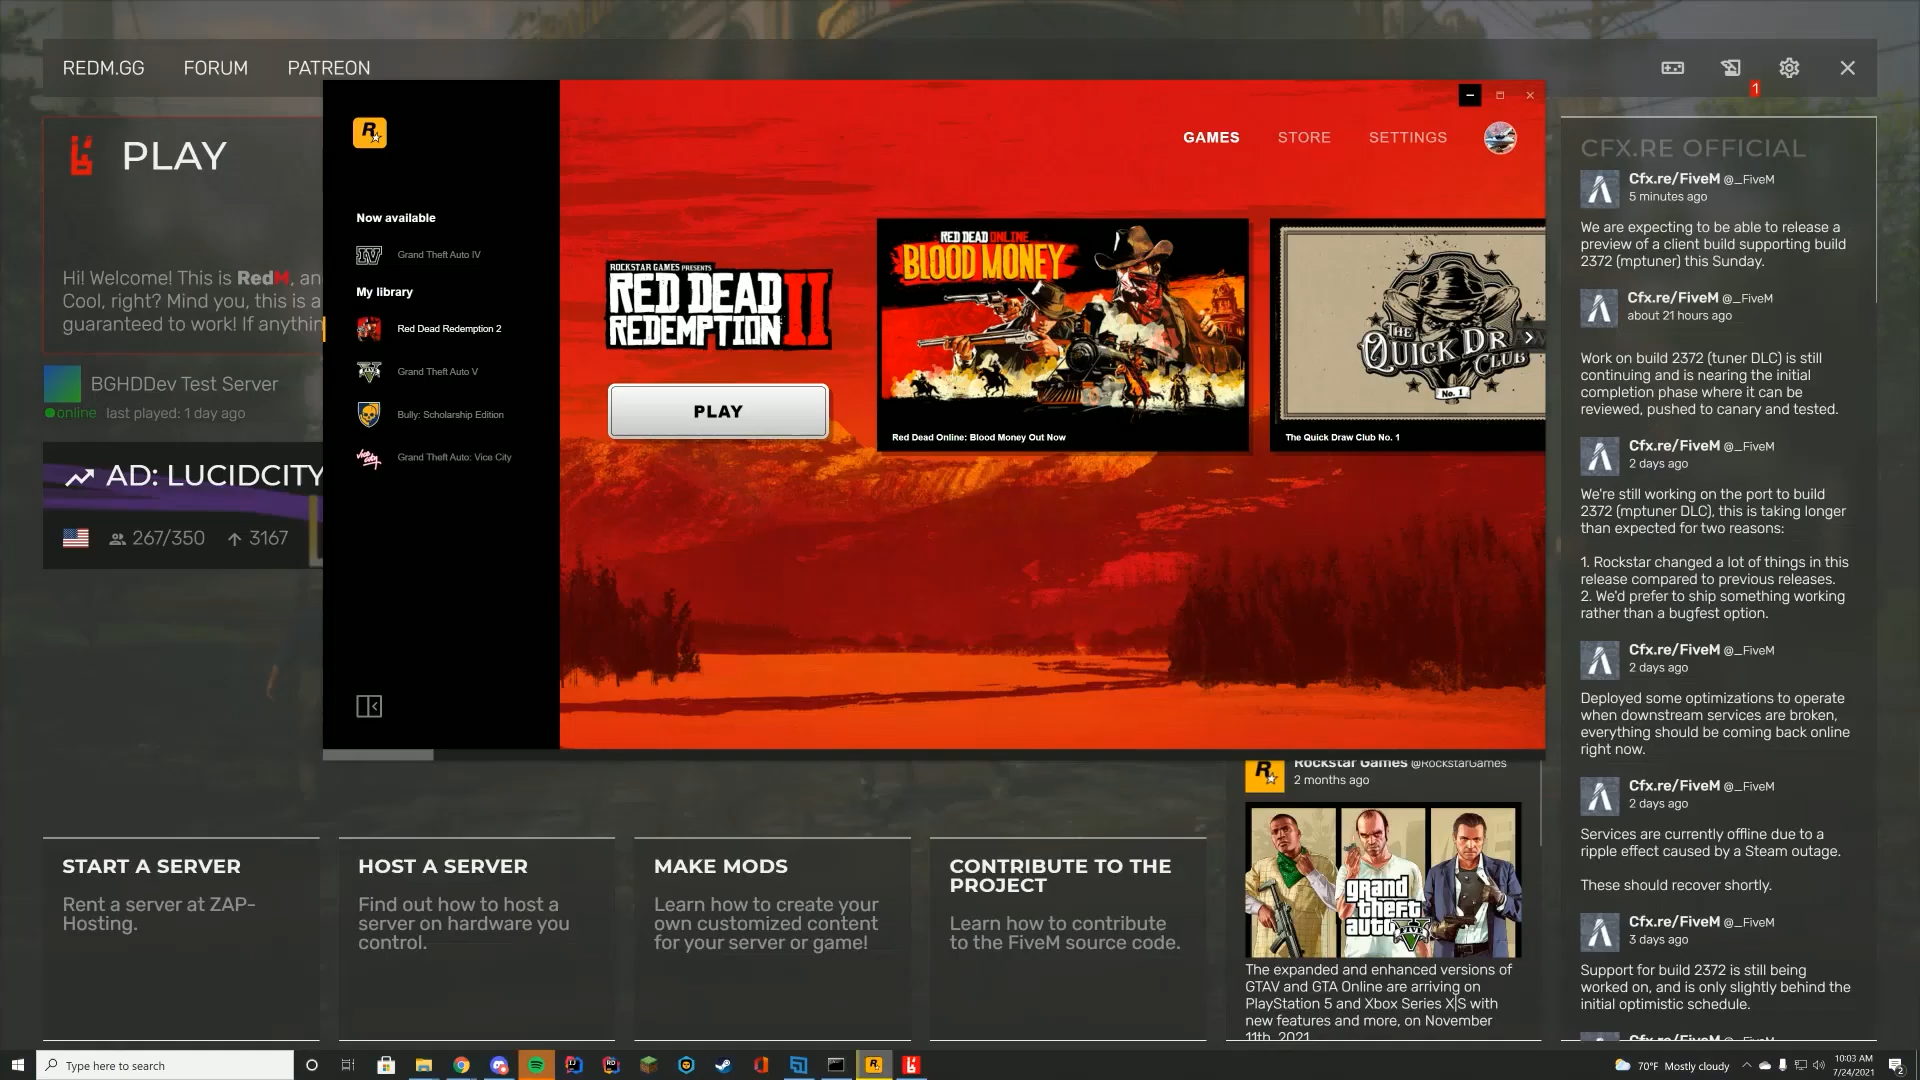 REDM.GG FORUM PATREON
1
PLAY
Hi! Welcome! This is RedM, an
Cool, right? Mind you, this is a
guaranteed to work! If anythin
BGHDDev Test Server
online last played: 1 day ago
AD: LUCIDCITY
267/350 3167
R
Now available
IV Grand Theft Auto IV
My library
Red Dead Redemption 2
V Grand Theft Auto V
Bully: Scholarship Edition
Vice City Grand Theft Auto: Vice City
GAMES STORE SETTINGS
ROCKSTAR GAMES PRESENTS
RED DEAD
REDEMPTION II
PLAY
RED DEAD ONLINE
BLOOD MONEY
Red Dead Online: Blood Money Out Now
THE
QUICK DRAW
CLUB
No. 1
The Quick Draw Club No. 1
CFX.RE OFFICIAL
Cfx.re/FiveM @_FiveM
5 minutes ago
We are expecting to be able to release a
preview of a client build supporting build
2372 (mptuner) this Sunday.
Cfx.re/FiveM @_FiveM
about 21 hours ago
Work on build 2372 (tuner DLC) is still
continuing and is nearing the initial
completion phase where it can be
reviewed, pushed to canary and tested.
Cfx.re/FiveM @_FiveM
2 days ago
We're still working on the port to build
2372 (mptuner DLC), this is taking longer
than expected for two reasons:
1. Rockstar changed a lot of things in this
release compared to previous releases.
2. We'd prefer to ship something working
rather than a bugfest option.
Cfx.re/FiveM @_FiveM
2 days ago
Deployed some optimizations to operate
when downstream services are broken,
everything should be coming back online
right now.
Cfx.re/FiveM @_FiveM
2 days ago
Services are currently offline due to a
ripple effect caused by a Steam outage.
These should recover shortly.
Cfx.re/FiveM @_FiveM
3 days ago
Support for build 2372 is still being
worked on, and is only slightly behind the
initial optimistic schedule.
Cfx.re/FiveM @_FiveM
Rockstar Games @RockstarGames
2 months ago
grand
theft
auto
FIVE
The expanded and enhanced versions of
GTAV and GTA Online are arriving on
PlayStation 5 and Xbox Series X|S with
new features and more, on November
11th, 2021
START A SERVER
Rent a server at ZAP-
Hosting.
HOST A SERVER
Find out how to host a
server on hardware you
control.
MAKE MODS
Learn how to create your
own customized content
for your server or game!
CONTRIBUTE TO THE
PROJECT
Learn how to contribute
to the FiveM source code.
Type here to search
70°F Mostly cloudy
10:03 AM
7/24/2021
2